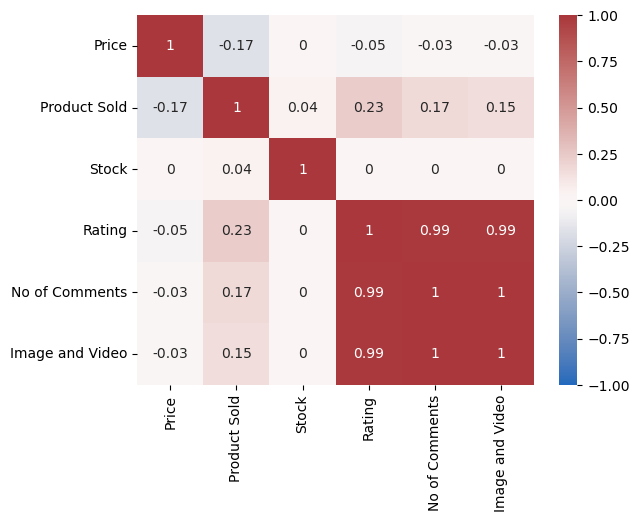 Price 1 -0.17 0 -0.05 -0.03 -0.03
Product Sold -0.17 1 0.04 0.23 0.17 0.15
Stock 0 0.04 1 0 0 0
Rating -0.05 0.23 0 1 0.99 0.99
No of Comments -0.03 0.17 0 0.99 1 1
Image and Video -0.03 0.15 0 0.99 1 1
Price
Product Sold
Stock
Rating
No of Comments
Image and Video
1.00
0.75
0.50
0.25
0.00
−0.25
−0.50
−0.75
−1.00